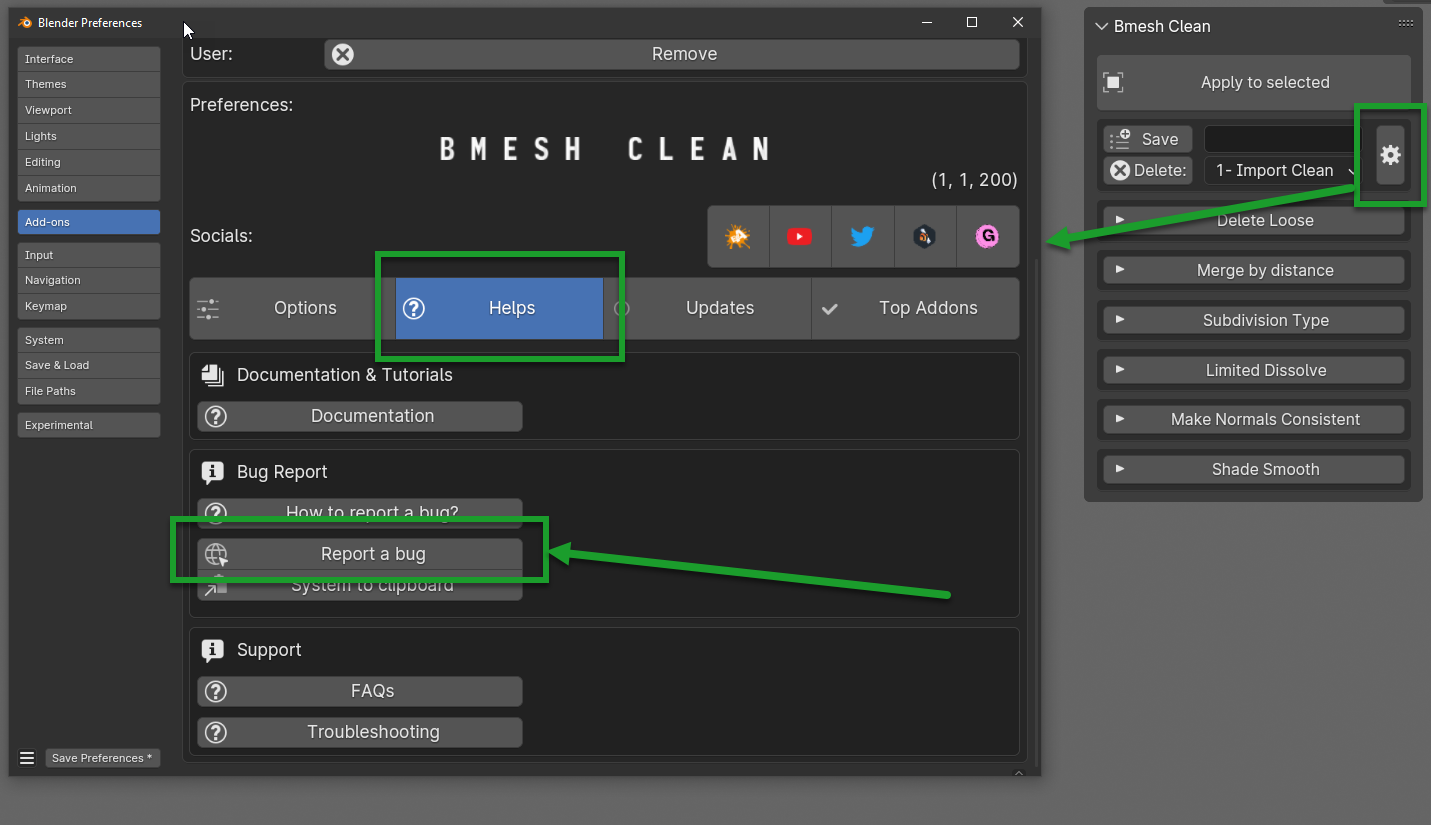 Blender Preferences
Interface
Themes
Viewport
Lights
Editing
Animation
Add-ons
Input
Navigation
Keymap
System
Save & Load
File Paths
Experimental
Save Preferences *
User:
Remove
Preferences:
BMESH CLEAN
(1, 1, 200)
Socials:
Options
Helps
Updates
Top Addons
Documentation & Tutorials
Documentation
Bug Report
How to report a bug?
Report a bug
System to clipboard
Support
FAQs
Troubleshooting
Bmesh Clean
Apply to selected
Save
Delete:
1- Import Clean
Delete Loose
Merge by distance
Subdivision Type
Limited Dissolve
Make Normals Consistent
Shade Smooth